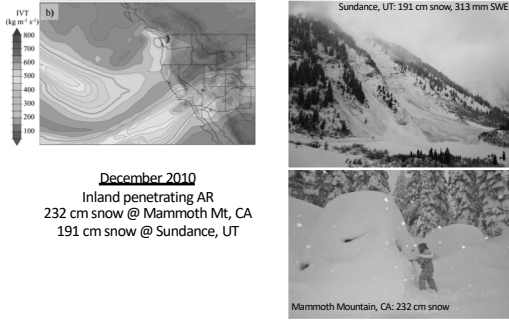 IVT
(kg m⁻¹ s⁻¹)
b)
800
700
600
500
400
300
200
100
December 2010
Inland penetrating AR
232 cm snow @ Mammoth Mt, CA
191 cm snow @ Sundance, UT
Sundance, UT: 191 cm snow, 313 mm SWE
Mammoth Mountain, CA: 232 cm snow